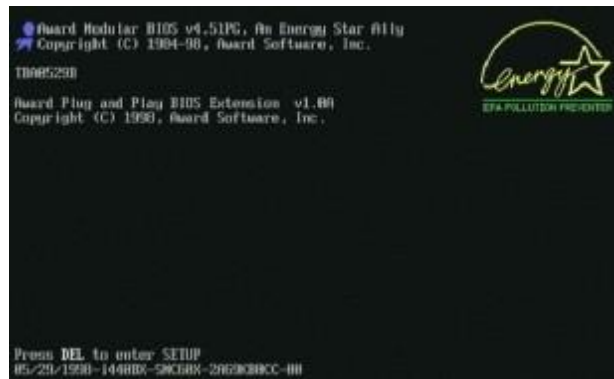 Award Modular BIOS v4.51PG, An Energy Star Ally
Copyright (C) 1984-98, Award Software, Inc.
Energy
EPA POLLUTION PREVENTER
Award Plug and Play BIOS Extension v1.0A
Copyright (C) 1998, Award Software, Inc.
Press DEL to enter SETUP